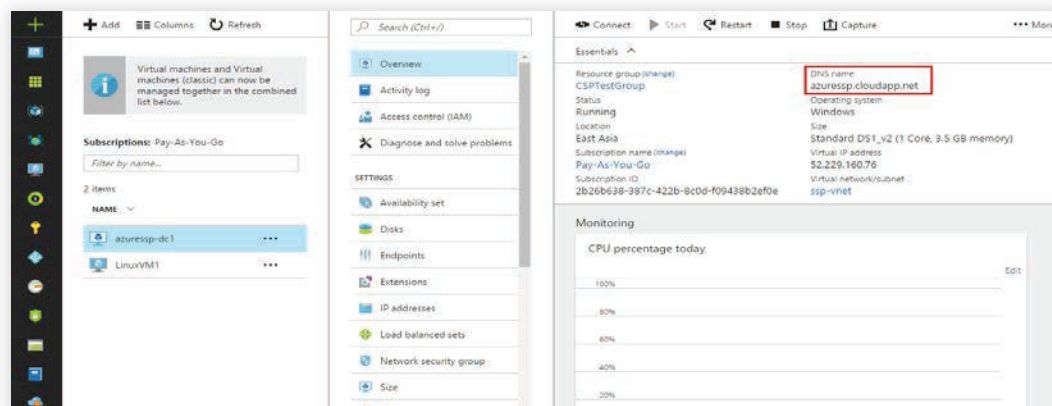 Add
Columns
Refresh
Virtual machines and Virtual
machines (classic) can now be
managed together in the combined
list below.
Subscriptions: Pay-As-You-Go
Filter by name...
2 items
NAME
azuressp-dc1
LinuxVM1
Search (Ctrl+/)
Overview
Activity log
Access control (IAM)
Diagnose and solve problems
SETTINGS
Availability set
Disks
Endpoints
Extensions
IP addresses
Load balanced sets
Network security group
Size
Connect
Start
Restart
Stop
Capture
Mor
Essentials
Resource group (change)
CSPTestGroup
Status
Running
Location
East Asia
Subscription name (change)
Pay-As-You-Go
Subscription ID
2b26b638-387c-422b-8c0d-f09438b2ef0e
DNS name
azuressp.cloudapp.net
Operating system
Windows
Size
Standard DS1_v2 (1 Core, 3.5 GB memory)
Virtual IP address
52.229.160.76
Virtual network/subnet
ssp-vnet
Monitoring
CPU percentage today
Edit
100%
80%
60%
40%
20%